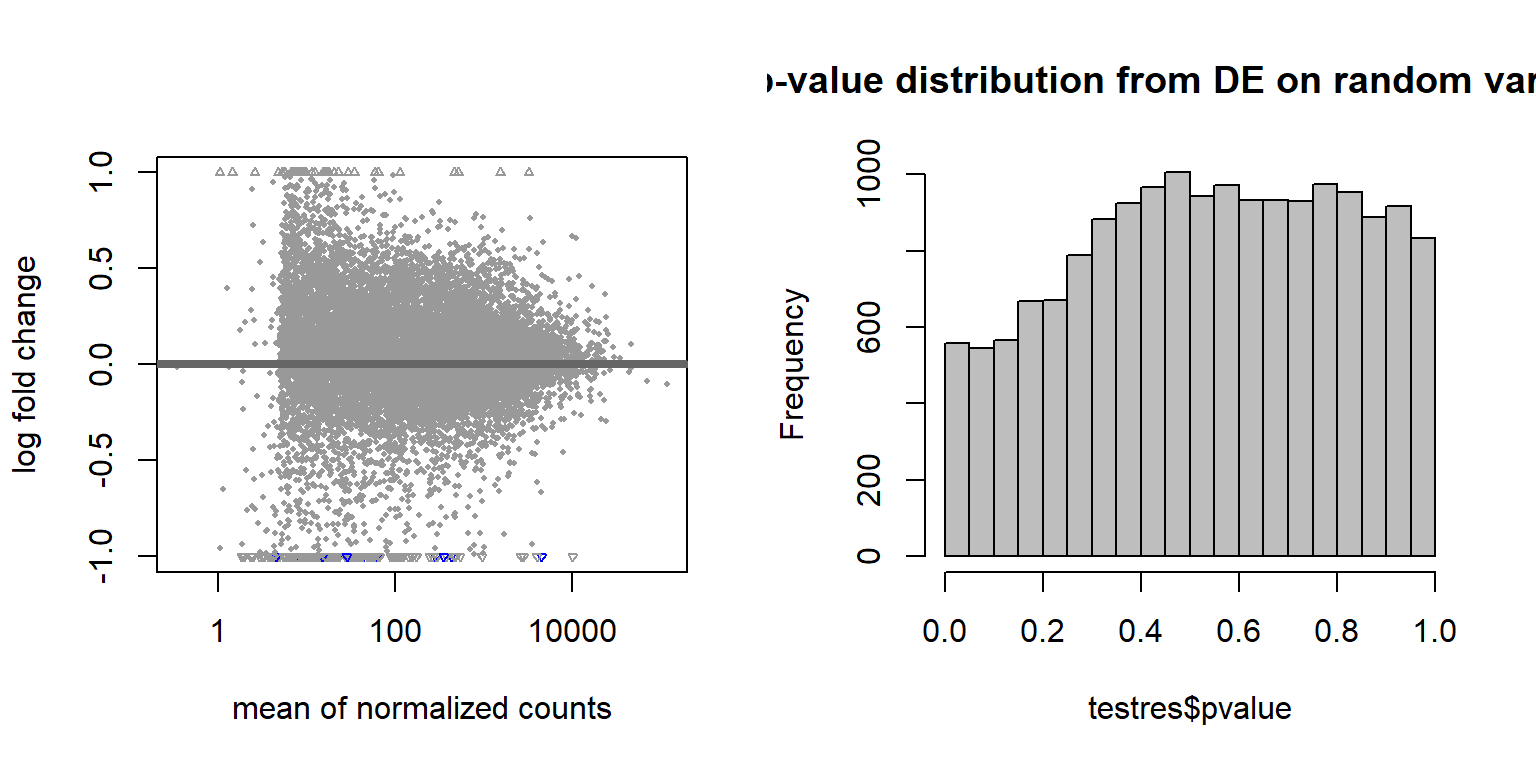 1.0
0.5
0.0
-0.5
-1.0
log fold change
1 100 10000
mean of normalized counts
p-value distribution from DE on random var
1000
600
200
0
Frequency
0.0 0.2 0.4 0.6 0.8 1.0
testres$pvalue